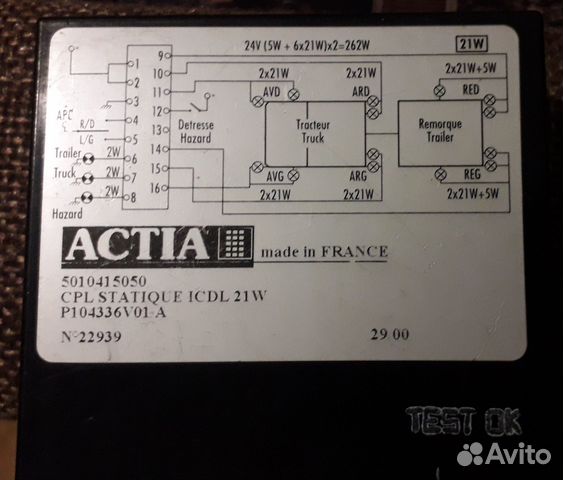 24V (5W + 6x21W)x2=262W
21W
9
10
11
12
13
14
15
16
1
2
3
4
5
6
7
8
APC
R/D
L/G
Trailer
2W
Truck
2W
2W
Hazard
Détresse
Hazard
2x21W
2x21W
2x21W+5W
AVD
ARD
RED
Tracteur
Truck
Remorque
Trailer
AVG
ARG
REG
2x21W
2x21W
2x21W+5W
ACTIA
made in FRANCE
5010415050
CPL STATIQUE ICDL 21W
P104336V01-A
N°22939
29 00
TEST OK
Avito